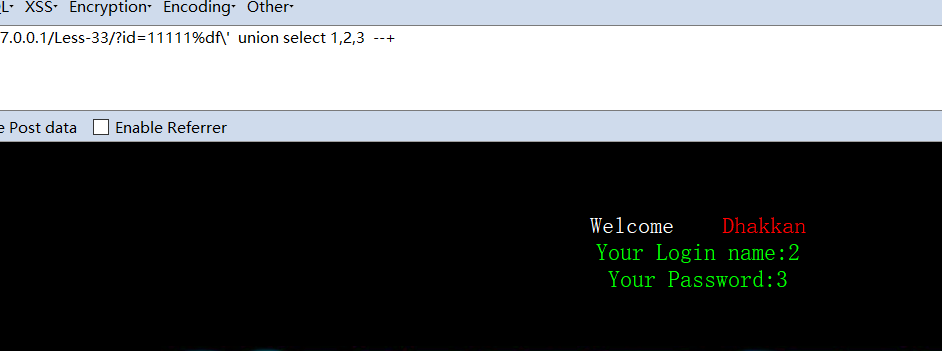 L▾ XSS▾ Encryption▾ Encoding▾ Other▾
7.0.0.1/Less-33/?id=11111%df\' union select 1,2,3 --+
e Post data Enable Referrer
Welcome Dhakkan
Your Login name:2
Your Password:3